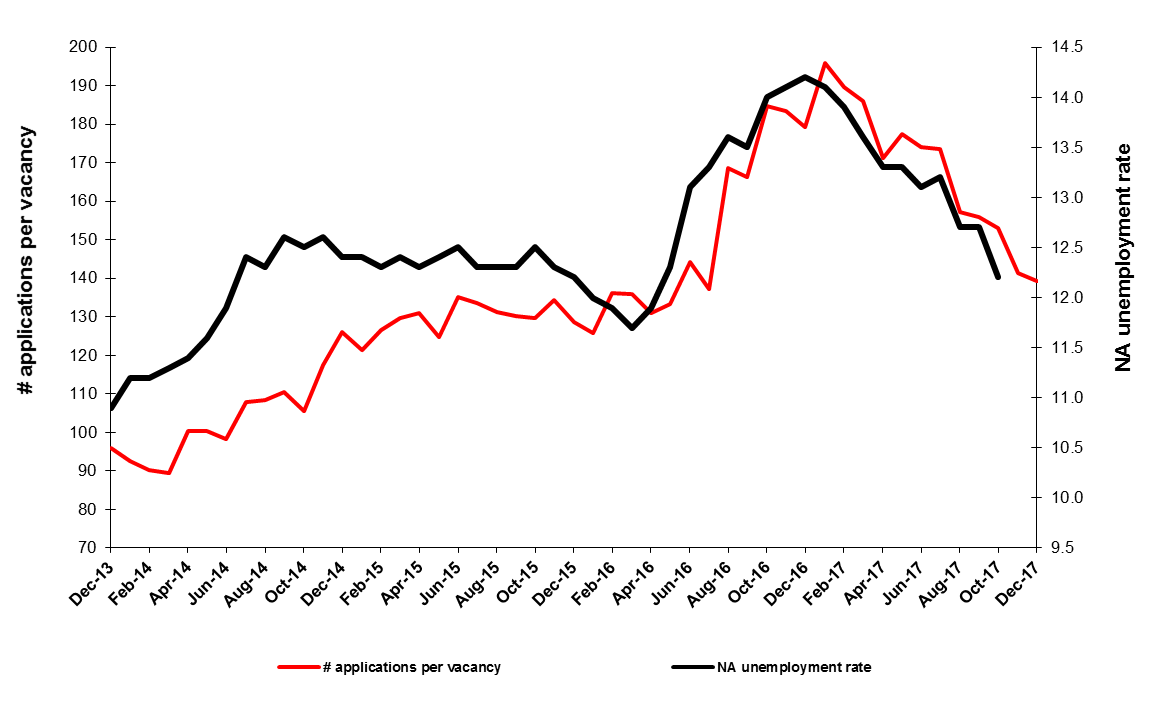 # applications per vacancy
200
190
180
170
160
150
140
130
120
110
100
90
80
70
14.5
14.0
13.5
13.0
12.5
12.0
11.5
11.0
10.5
10.0
9.5
NA unemployment rate
Dec-13
Feb-14
Apr-14
Jun-14
Aug-14
Oct-14
Dec-14
Feb-15
Apr-15
Jun-15
Aug-15
Oct-15
Dec-15
Feb-16
Apr-16
Jun-16
Aug-16
Oct-16
Dec-16
Feb-17
Apr-17
Jun-17
Aug-17
Oct-17
Dec-17
# applications per vacancy
NA unemployment rate